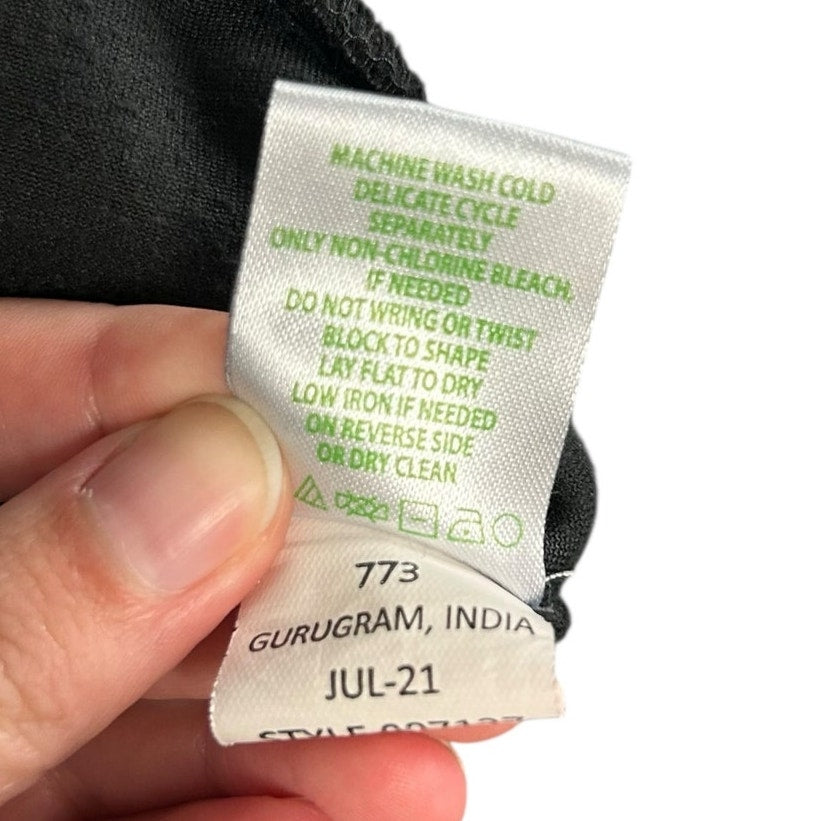 MACHINE WASH COLD
DELICATE CYCLE
SEPARATELY
ONLY NON-CHLORINE BLEACH,
IF NEEDED
DO NOT WRING OR TWIST
BLOCK TO SHAPE
LAY FLAT TO DRY
LOW IRON IF NEEDED
ON REVERSE SIDE
OR DRY CLEAN
773
GURUGRAM, INDIA
JUL-21
STYLE